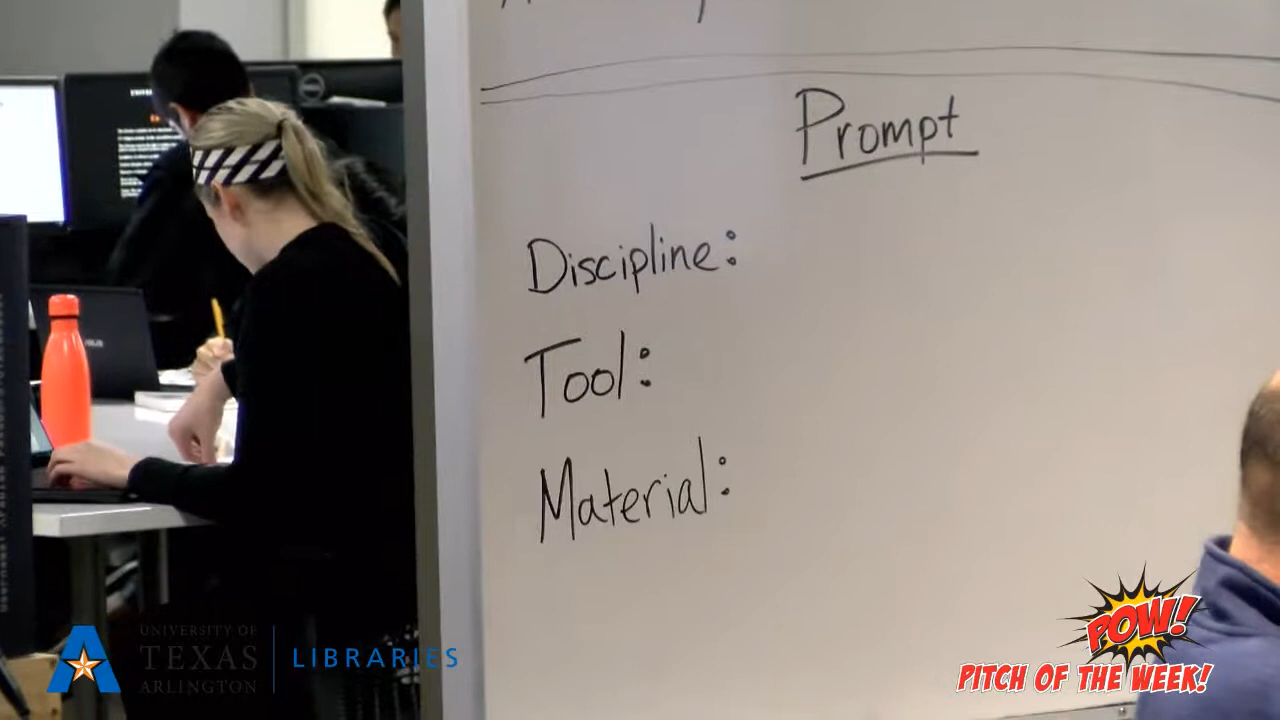 Prompt
Discipline:
Tool:
Material:
UNIVERSITY OF
TEXAS
ARLINGTON
LIBRARIES
POW!
PITCH OF THE WEEK!